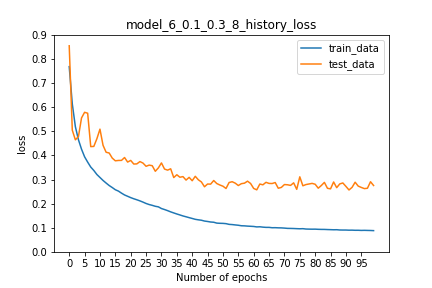 model_6_0.1_0.3_8_history_loss
train_data
test_data
0.9
0.8
0.7
0.6
0.5
0.4
0.3
0.2
0.1
0.0
loss
0 5 10 15 20 25 30 35 40 45 50 55 60 65 70 75 80 85 90 95
Number of epochs